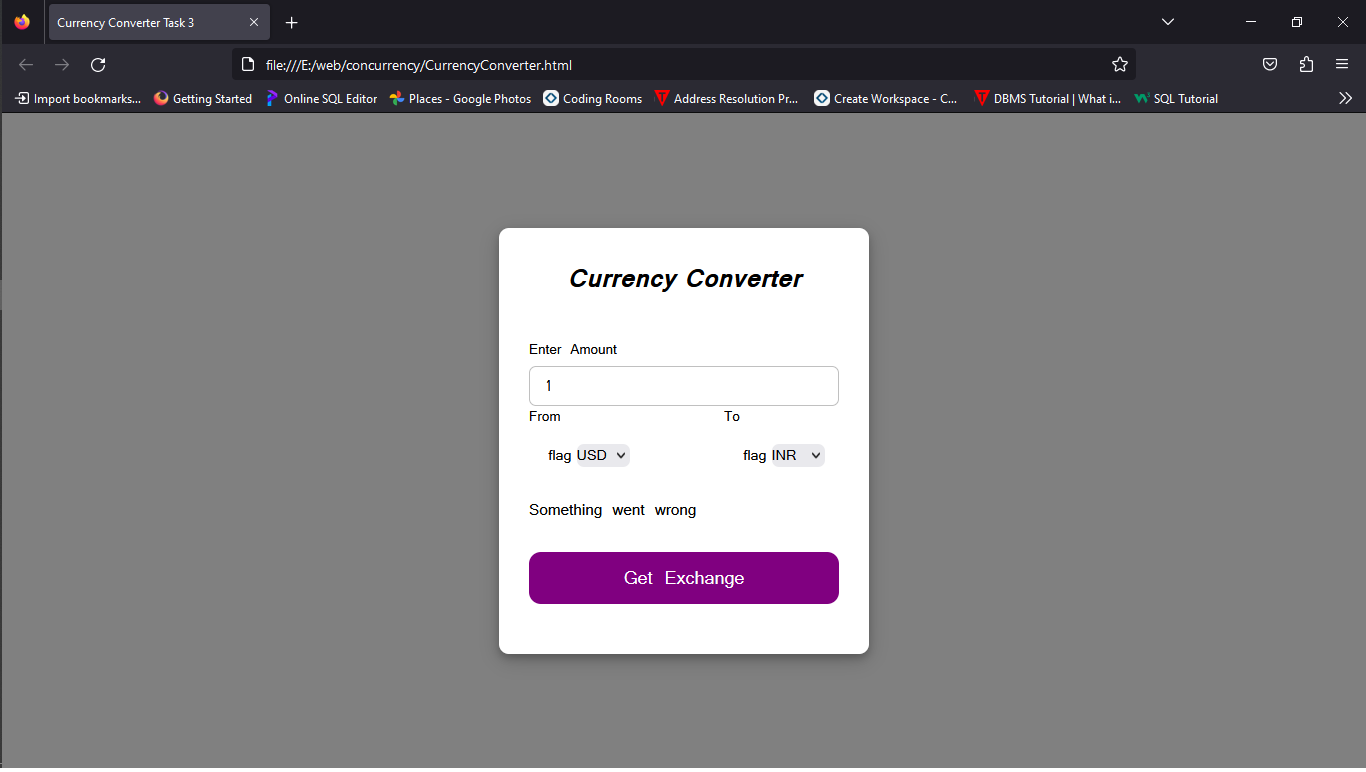 Currency Converter Task 3
file:///E:/web/concurrency/CurrencyConverter.html
Import bookmarks... Getting Started Online SQL Editor Places - Google Photos Coding Rooms Address Resolution Pr... Create Workspace - C... DBMS Tutorial | What i... SQL Tutorial
Currency Converter
Enter Amount
1
From To
flag USD flag INR
Something went wrong
Get Exchange